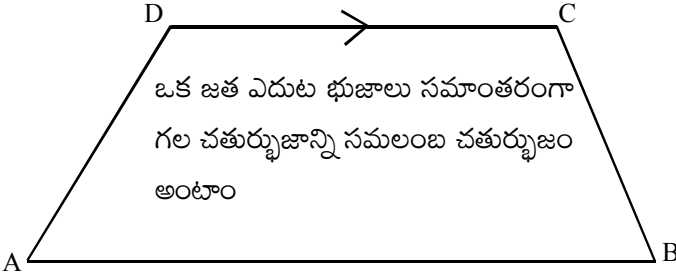 D C
ఒక జత ఎదుట భుజాలు సమాంతరంగా
గల చతుర్భుజాన్ని సమలంబ చతుర్భుజం
అంటాం
A B